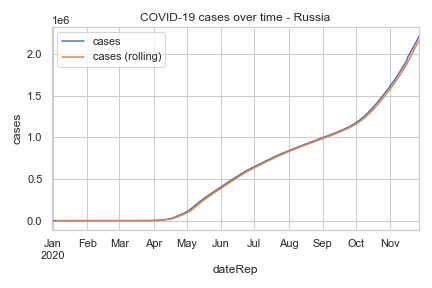 COVID-19 cases over time - Russia
1e6
cases
cases (rolling)
2.0
1.5
1.0
0.5
0.0
cases
Jan Feb Mar Apr May Jun Jul Aug Sep Oct Nov
2020
dateRep